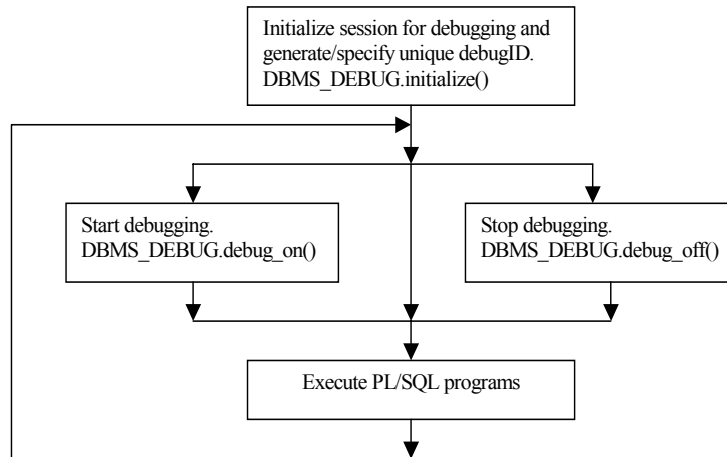 Initialize session for debugging and
generate/specify unique debugID.
DBMS_DEBUG.initialize()
Start debugging.
DBMS_DEBUG.debug_on()
Stop debugging.
DBMS_DEBUG.debug_off()
Execute PL/SQL programs